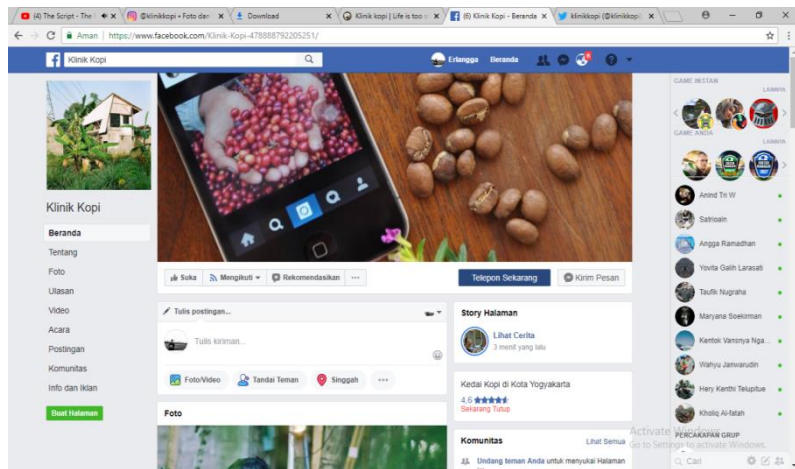 (4) The Script - The
@klinikkopi • Foto dan
Download
Klinik kopi | Life is too s
(6) Klinik Kopi - Beranda
klinikkopi (@klinikkopi
Aman | https://www.facebook.com/Klinik-Kopi-478888792205251/
Klinik Kopi
Erlangga Beranda
Klinik Kopi
Beranda
Tentang
Foto
Ulasan
Video
Acara
Postingan
Komunitas
Info dan Iklan
Buat Halaman
Suka Mengikuti Rekomendasikan ...
Telepon Sekarang Kirim Pesan
Tulis postingan...
Tulis kiriman...
Foto/Video Tandai Teman Singgah ...
Foto
Story Halaman
Lihat Cerita
3 menit yang lalu
Kedai Kopi di Kota Yogyakarta
4,6
Sekarang Tutup
Komunitas Lihat Semua
Undang teman Anda untuk menyukai Halaman
GAME INSTAN
LAINNYA
GAME ANDA
LAINNYA
Anind Tri W
Satrioain
Angga Ramadhan
Yovita Galih Larasati
Taufik Nugraha
Maryana Soekirman
Kentok Vansnya Nga...
Wahyu Janwarudin
Hery Kenthi Telupitue
Kholiq Al-fatah
PERCAKAPAN GRUP
Cari
Activate Windows
Go to Settings to activate Windows.